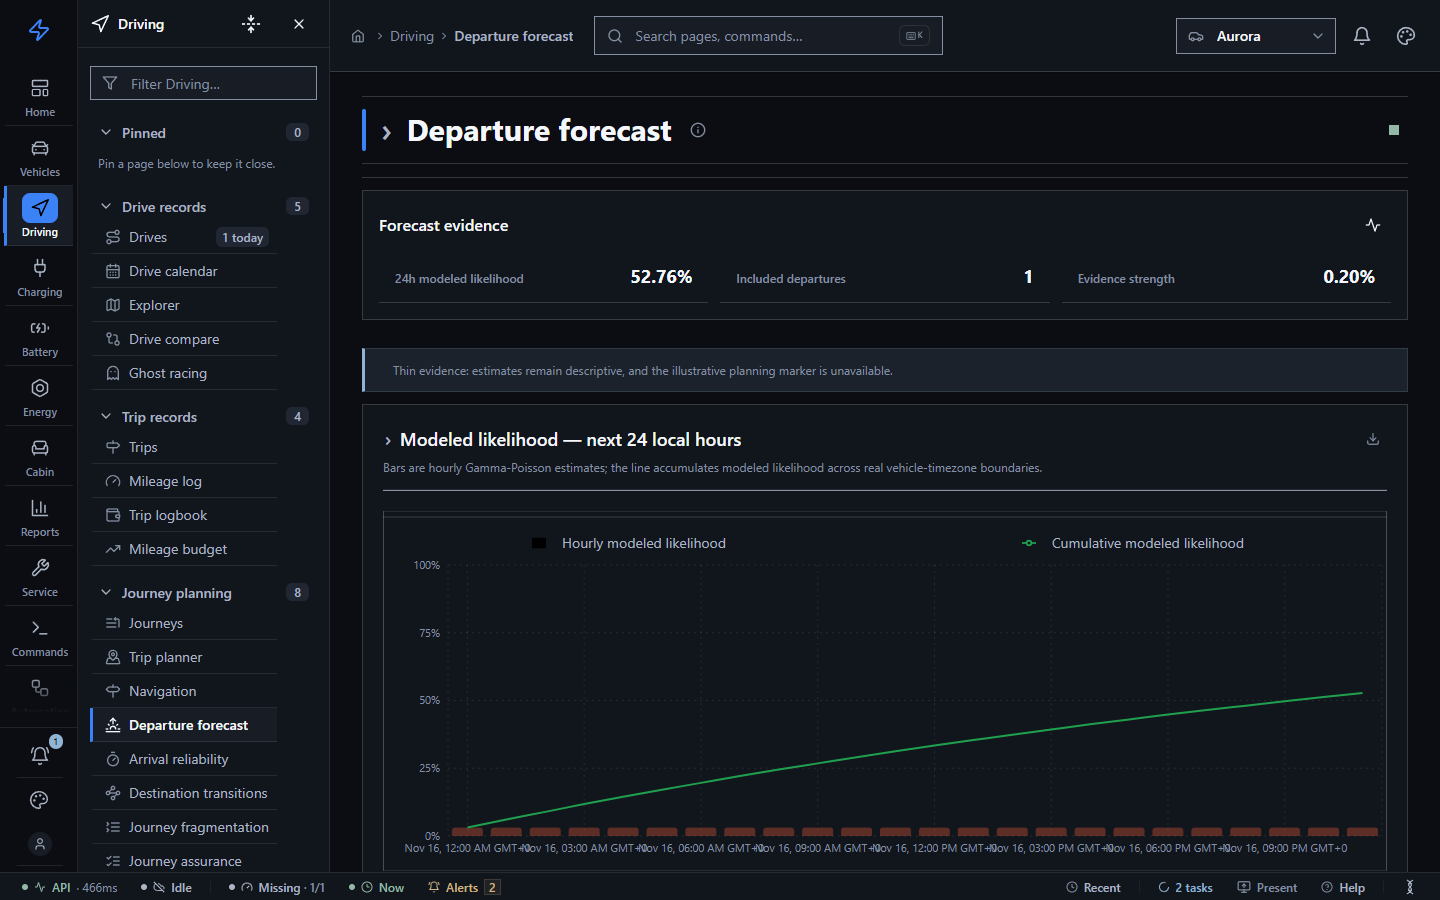 Home
Vehicles
Driving
Charging
Battery
Energy
Cabin
Reports
Service
Commands
1
Driving
Filter Driving...
Pinned 0
Pin a page below to keep it close.
Drive records 5
Drives 1 today
Drive calendar
Explorer
Drive compare
Ghost racing
Trip records 4
Trips
Mileage log
Trip logbook
Mileage budget
Journey planning 8
Journeys
Trip planner
Navigation
Departure forecast
Arrival reliability
Destination transitions
Journey fragmentation
Journey assurance
Driving Departure forecast
Search pages, commands... K
Aurora
Departure forecast
Forecast evidence
24h modeled likelihood 52.76%
Included departures 1
Evidence strength 0.20%
Thin evidence: estimates remain descriptive, and the illustrative planning marker is unavailable.
Modeled likelihood — next 24 local hours
Bars are hourly Gamma-Poisson estimates; the line accumulates modeled likelihood across real vehicle-timezone boundaries.
Hourly modeled likelihood Cumulative modeled likelihood
100%
75%
50%
25%
0%
Nov 16, 12:00 AM GMT+0 Nov 16, 03:00 AM GMT+0 Nov 16, 06:00 AM GMT+0 Nov 16, 09:00 AM GMT+0 Nov 16, 12:00 PM GMT+0 Nov 16, 03:00 PM GMT+0 Nov 16, 06:00 PM GMT+0 Nov 16, 09:00 PM GMT+0
API · 466ms Idle Missing · 1/1 Now Alerts 2 Recent 2 tasks Present Help